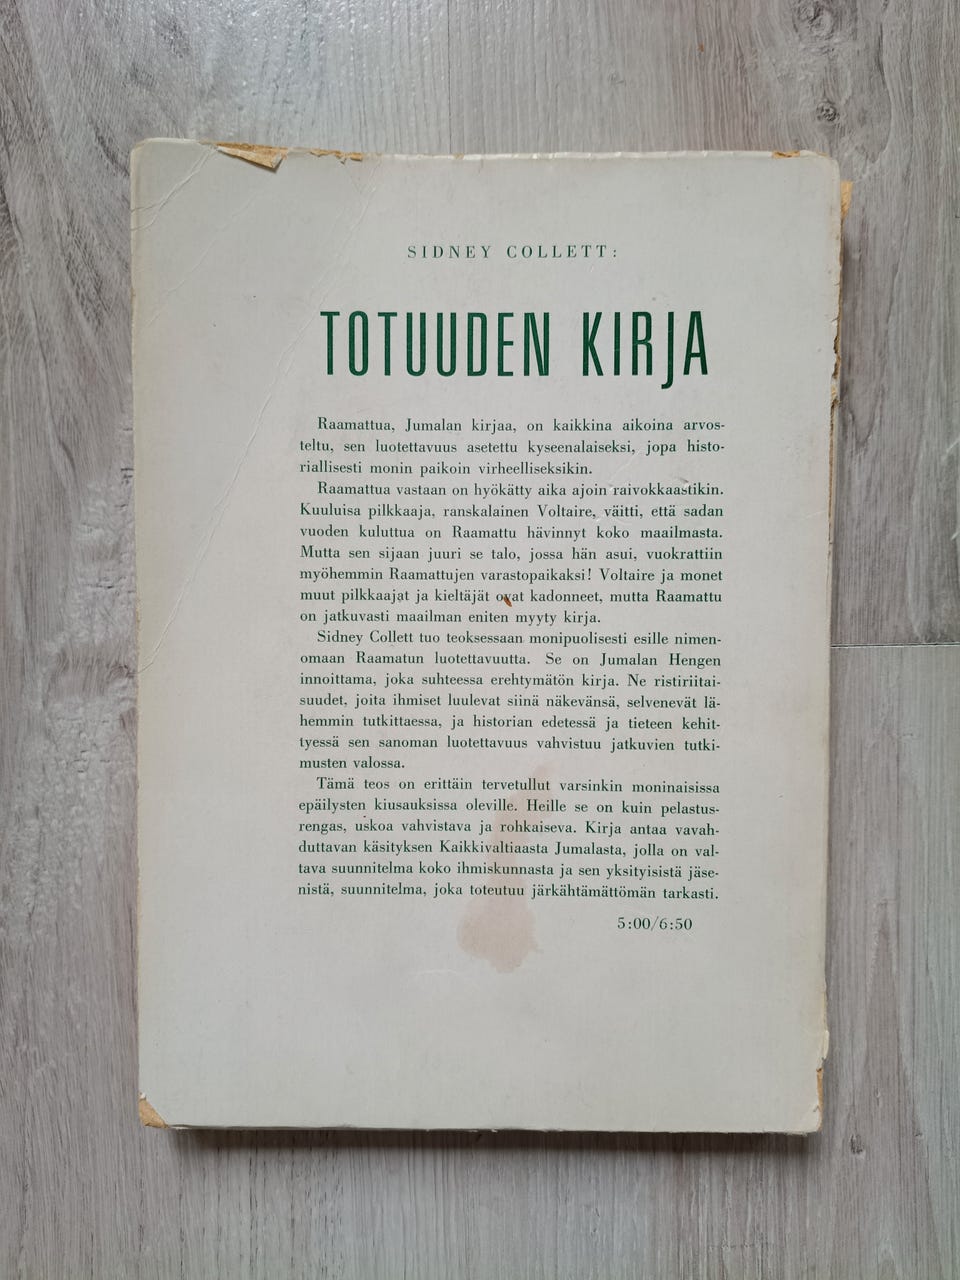 SIDNEY COLLETT:
TOTUUDEN KIRJA
Raamattua, Jumalan kirjaa, on kaikkina aikoina arvos-
teltu, sen luotettavuus asetettu kyseenalaiseksi, jopa histo-
riallisesti monin paikoin virheelliseksikin.
Raamattua vastaan on hyökätty aika ajoin raivokkaastikin.
Kuuluisa pilkkaaja, ranskalainen Voltaire, väitti, että sadan
vuoden kuluttua on Raamattu hävinnyt koko maailmasta.
Mutta sen sijaan juuri se talo, jossa hän asui, vuokrattiin
myöhemmin Raamattujen varastopaikaksi! Voltaire ja monet
muut pilkkaajat ja kieltäjät ovat kadonneet, mutta Raamattu
on jatkuvasti maailman eniten myyty kirja.
Sidney Collett tuo teoksessaan monipuolisesti esille nimen-
omaan Raamatun luotettavuutta. Se on Jumalan Hengen
innoittama, joka suhteessa erehtymätön kirja. Ne ristiriitai-
suudet, joita ihmiset luulevat siinä näkevänsä, selvenevät lä-
hemmin tutkittaessa, ja historian edetessä ja tieteen kehit-
tyessä sen sanoman luotettavuus vahvistuu jatkuvien tutki-
musten valossa.
Tämä teos on erittäin tervetullut varsinkin moninaisissa
epäilysten kiusauksissa oleville. Heille se on kuin pelastus-
rengas, uskoa vahvistava ja rohkaiseva. Kirja antaa vavah-
duttavan käsityksen Kaikkivaltiaasta Jumalasta, jolla on val-
tava suunnitelma koko ihmiskunnasta ja sen yksityisistä jäse-
nistä, suunnitelma, joka toteutuu järkähtämättömän tarkasti.
5:00/6:50